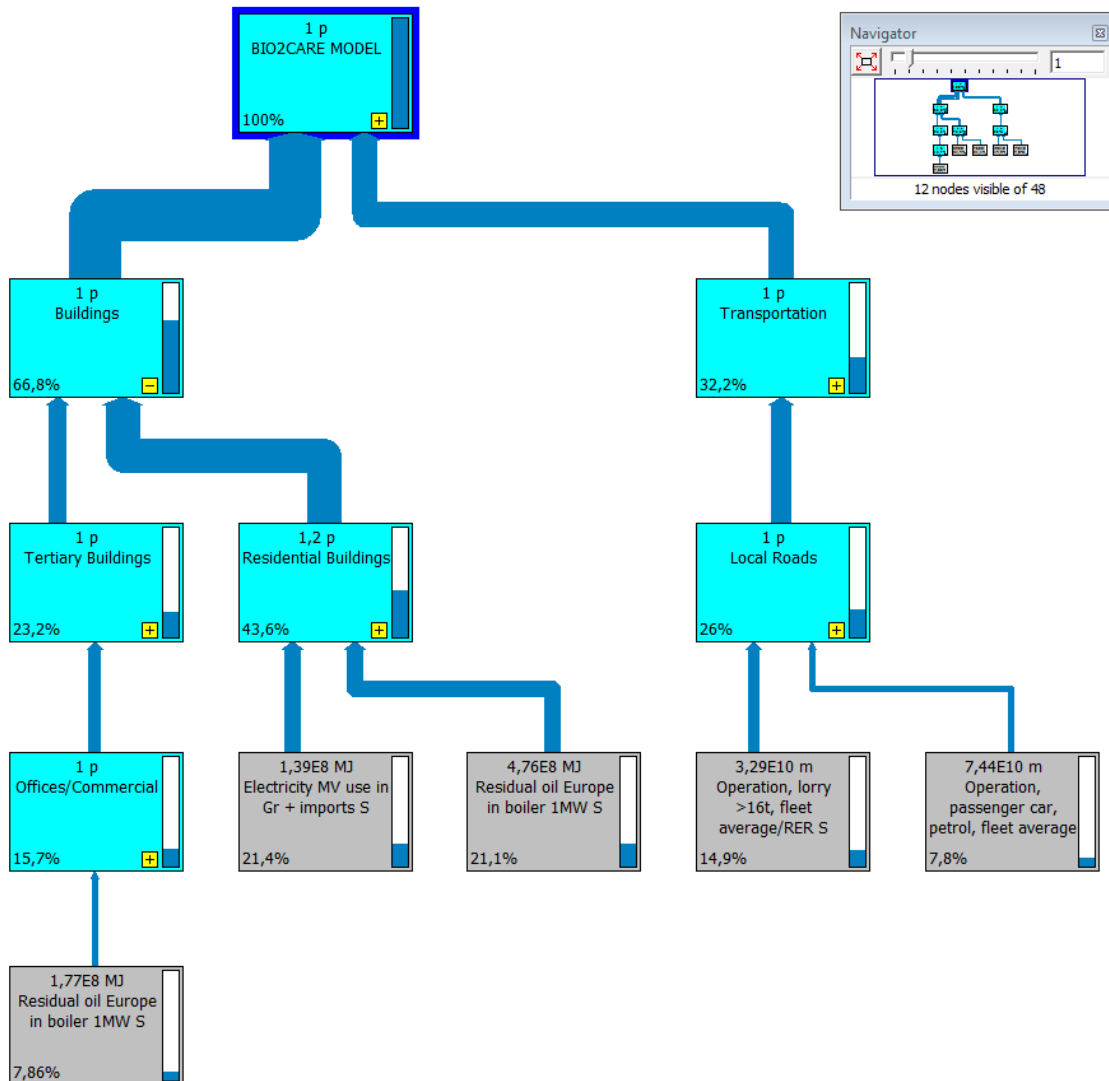 1 p
BIO2CARE MODEL
100%
Navigator
1
12 nodes visible of 48
1 p
Buildings
66,8%
1 p
Transportation
32,2%
1 p
Tertiary Buildings
23,2%
1,2 p
Residential Buildings
43,6%
1 p
Local Roads
26%
1 p
Offices/Commercial
15,7%
1,39E8 MJ
Electricity MV use in
Gr + imports S
21,4%
4,76E8 MJ
Residual oil Europe
in boiler 1MW S
21,1%
3,29E10 m
Operation, lorry
>16t, fleet
average/RER S
14,9%
7,44E10 m
Operation,
passenger car,
petrol, fleet average
7,8%
1,77E8 MJ
Residual oil Europe
in boiler 1MW S
7,86%